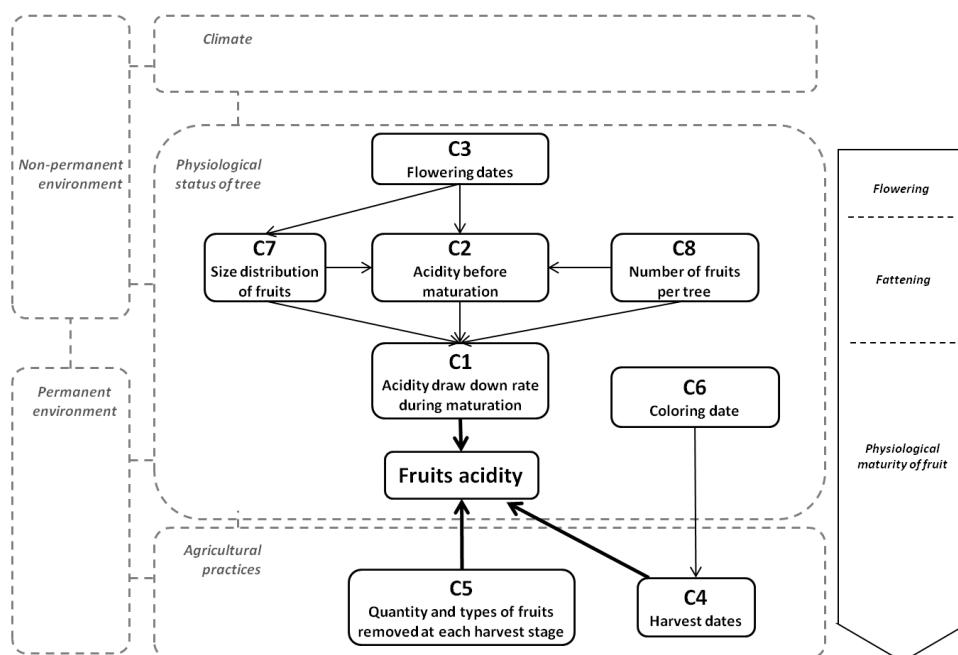 Climate
Non-permanent
environment
Physiological
status of tree
C3
Flowering dates
Flowering
C7
Size distribution
of fruits
C2
Acidity before
maturation
C8
Number of fruits
per tree
Fattening
C1
Acidity draw down rate
during maturation
Permanent
environment
C6
Coloring date
Fruits acidity
Physiological
maturity of fruit
Agricultural
practices
C5
Quantity and types of fruits
removed at each harvest stage
C4
Harvest dates